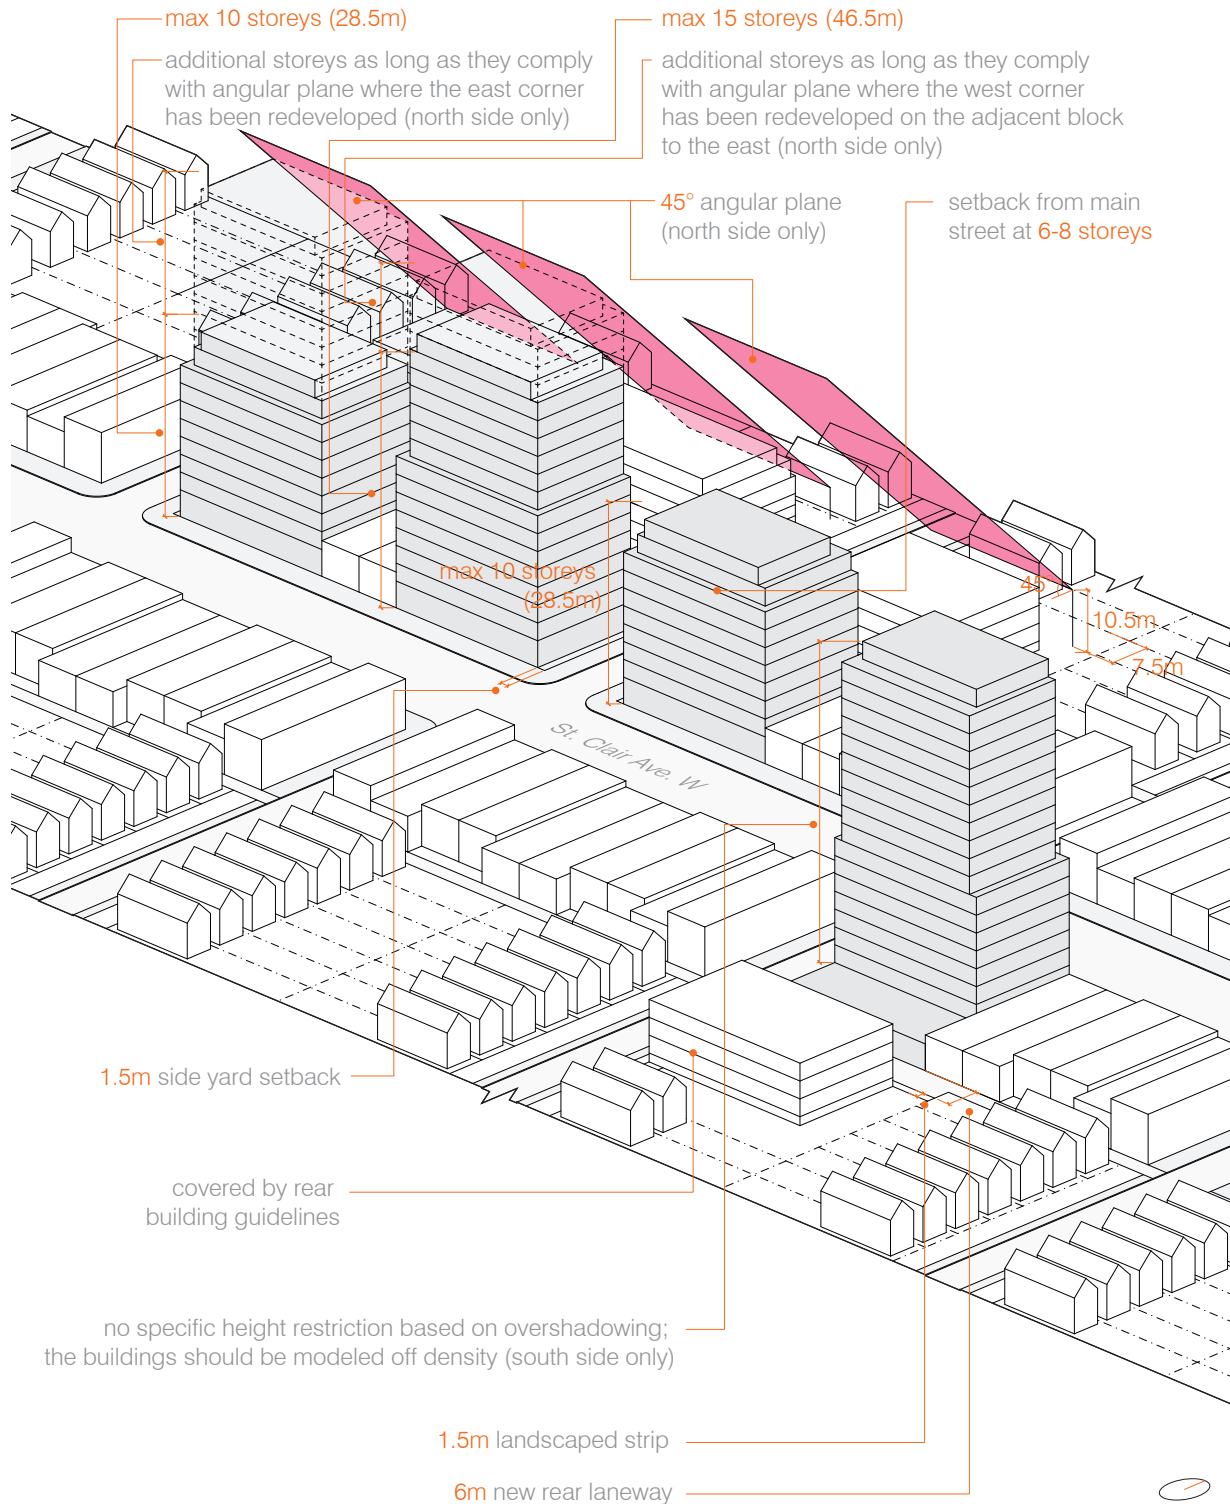 max 10 storeys (28.5m)
additional storeys as long as they comply
with angular plane where the east corner
has been redeveloped (north side only)
max 15 storeys (46.5m)
additional storeys as long as they comply
with angular plane where the west corner
has been redeveloped on the adjacent block
to the east (north side only)
45° angular plane
(north side only)
setback from main
street at 6-8 storeys
max 10 storeys
(28.5m)
45°
10.5m
7.5m
St. Clair Ave. W
1.5m side yard setback
covered by rear
building guidelines
no specific height restriction based on overshadowing;
the buildings should be modeled off density (south side only)
1.5m landscaped strip
6m new rear laneway